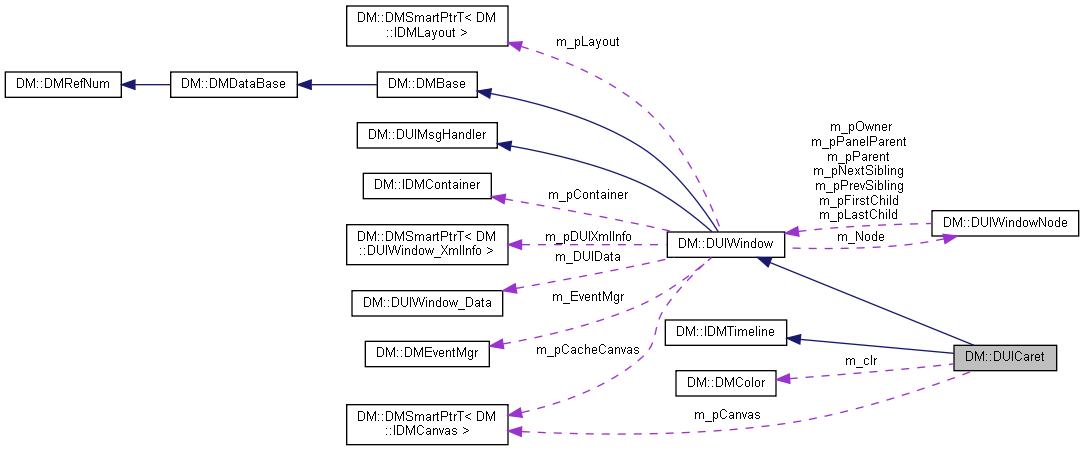 DM::DMSmartPtrT< DM
::IDMLayout >
m_pLayout
DM::DMRefNum
DM::DMDataBase
DM::DMBase
DM::DUIMsgHandler
m_pOwner
m_pPanelParent
m_pParent
m_pNextSibling
m_pPrevSibling
m_pFirstChild
m_pLastChild
DM::IDMContainer
m_pContainer
DM::DUIWindowNode
DM::DMSmartPtrT< DM
::DUIWindow_XmlInfo >
m_pDUIXmlInfo
DM::DUIWindow
m_Node
m_DUIData
DM::DUIWindow_Data
m_EventMgr
DM::IDMTimeline
DM::DMEventMgr
m_pCacheCanvas
DM::DUICaret
m_clr
DM::DMColor
DM::DMSmartPtrT< DM
::IDMCanvas >
m_pCanvas